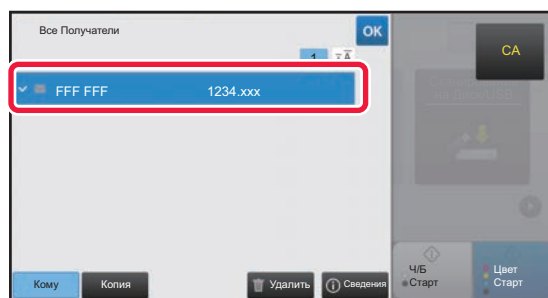 Все Получатели
OK
CA
1
FFF FFF 1234.xxx
Кому
Копия
Удалить
Сведения
Ч/Б
Старт
Цвет
Старт